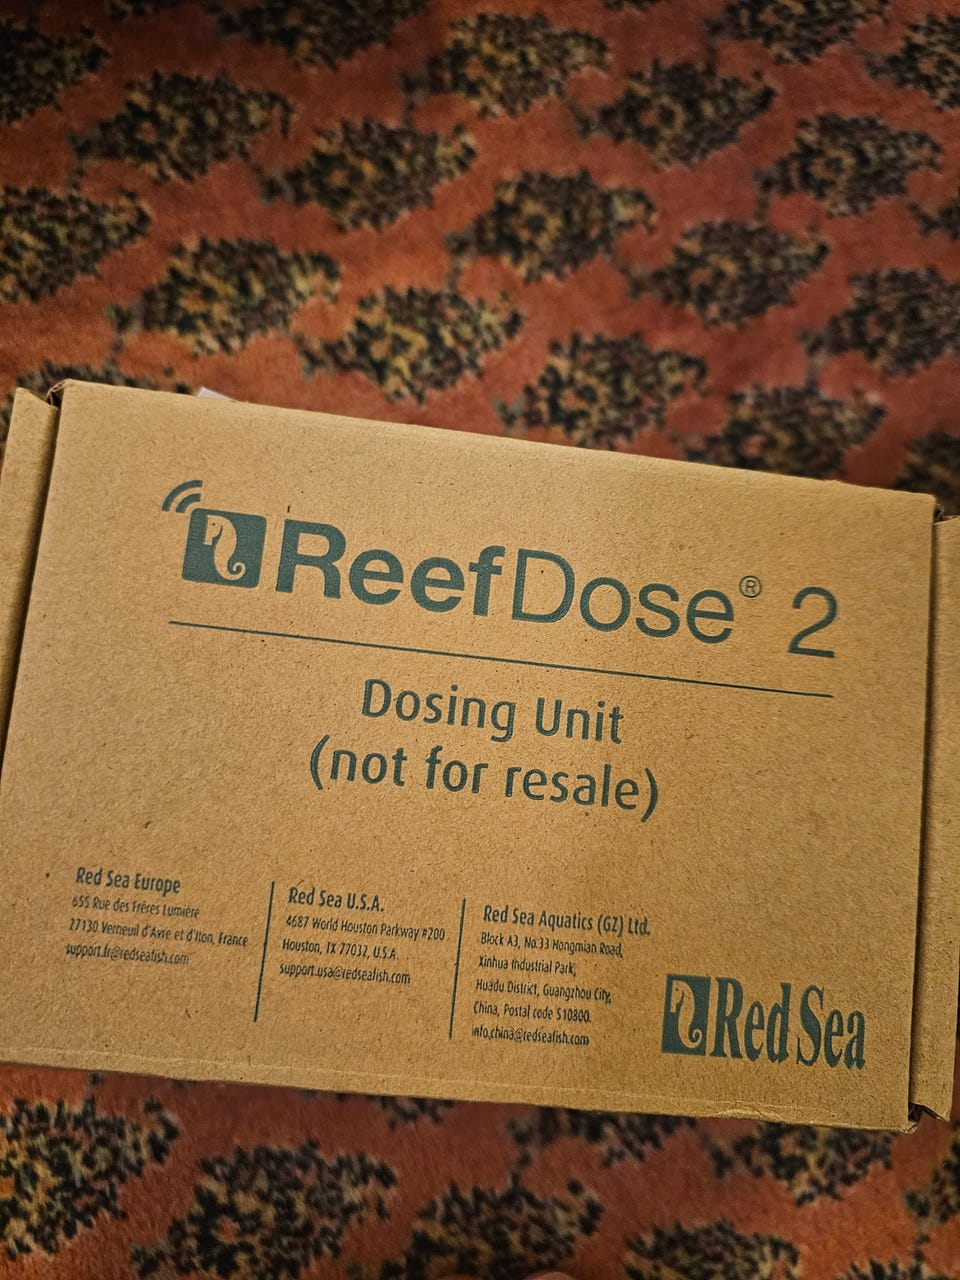 ReefDose® 2
Dosing Unit
(not for resale)
Red Sea Europe
655 Rue des Frères Lumière
27130 Verneuil d'Avre et d'Iton, France
support.fr@redseafish.com
Red Sea U.S.A.
4687 World Houston Parkway #200
Houston, TX 77032, U.S.A.
support.usa@redseafish.com
Red Sea Aquatics (GZ) Ltd.
Block A3, No.33 Hongmian Road,
Xinhua Industrial Park,
Huadu District, Guangzhou City,
China, Postal code 510800.
info.china@redseafish.com
Red Sea